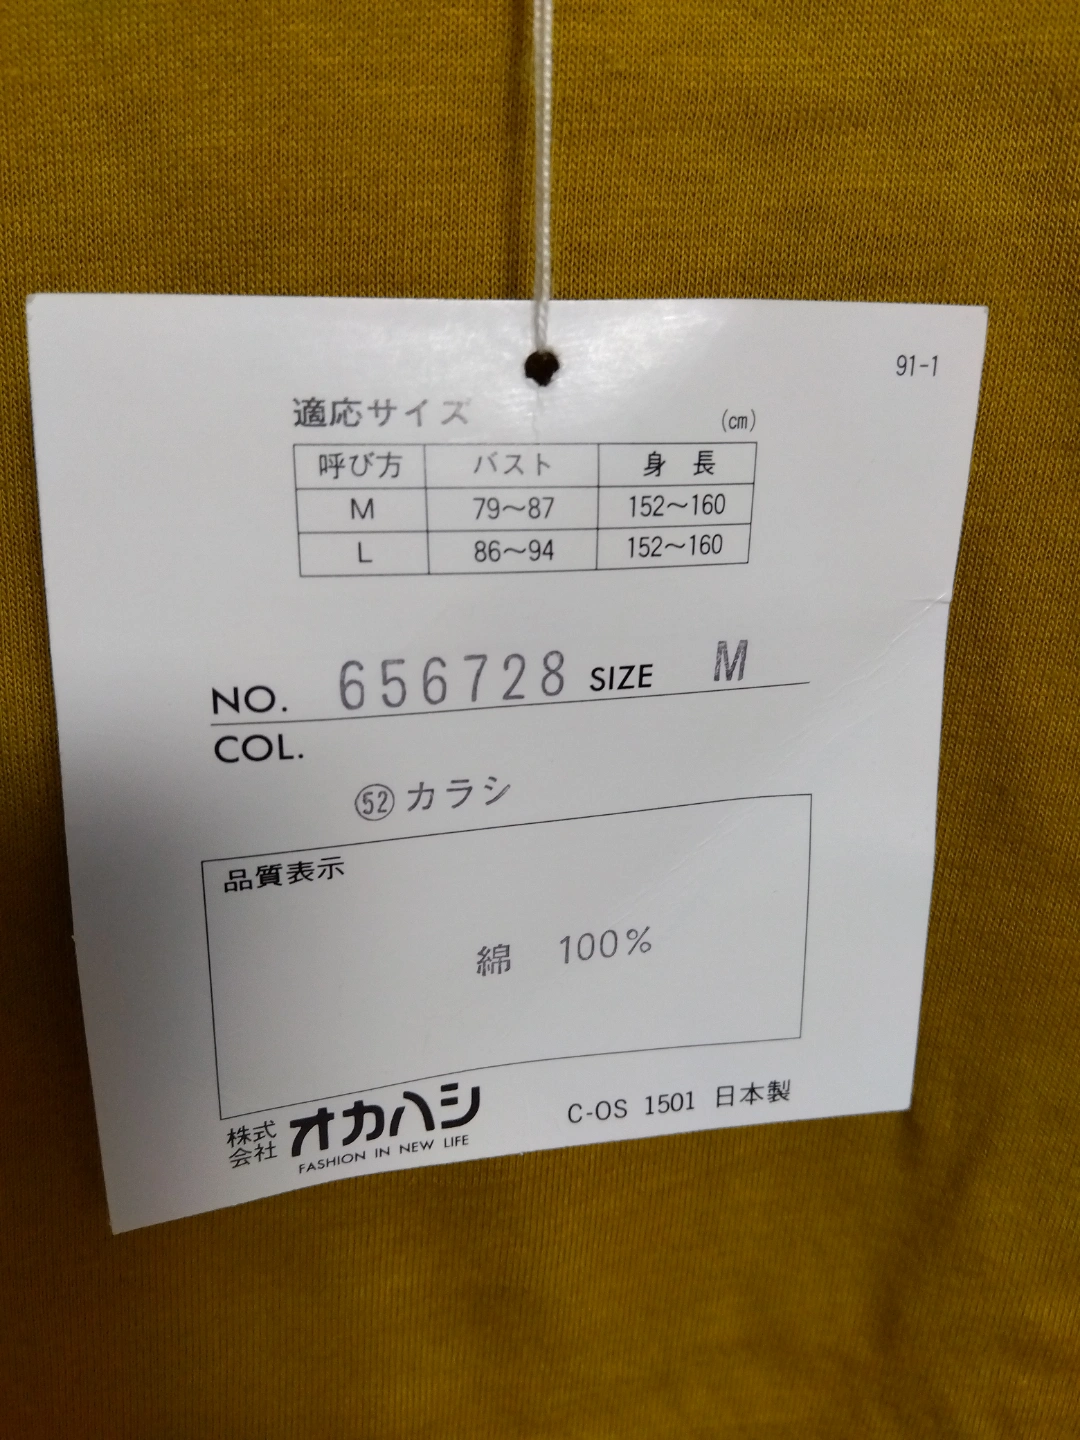 91-1
適応サイズ
(cm)
呼び方 バスト 身 長
M 79〜87 152〜160
L 86〜94 152〜160
NO. 656728 SIZE M
COL.
52 カラシ
品質表示
綿 100%
株式会社 オカハシ
FASHION IN NEW LIFE
C-OS 1501 日本製